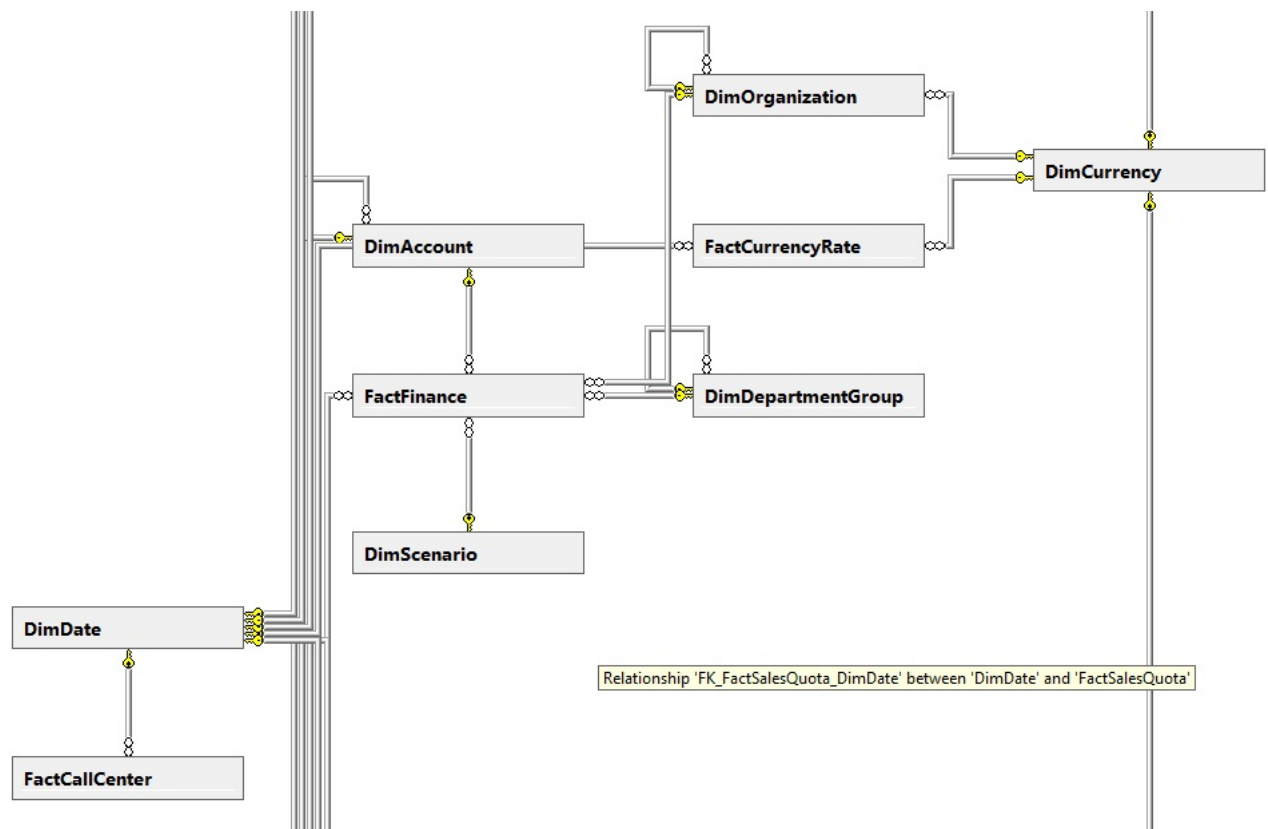 DimOrganization
DimCurrency
DimAccount
FactCurrencyRate
FactFinance
DimDepartmentGroup
DimScenario
DimDate
Relationship 'FK_FactSalesQuota_DimDate' between 'DimDate' and 'FactSalesQuota'
FactCallCenter